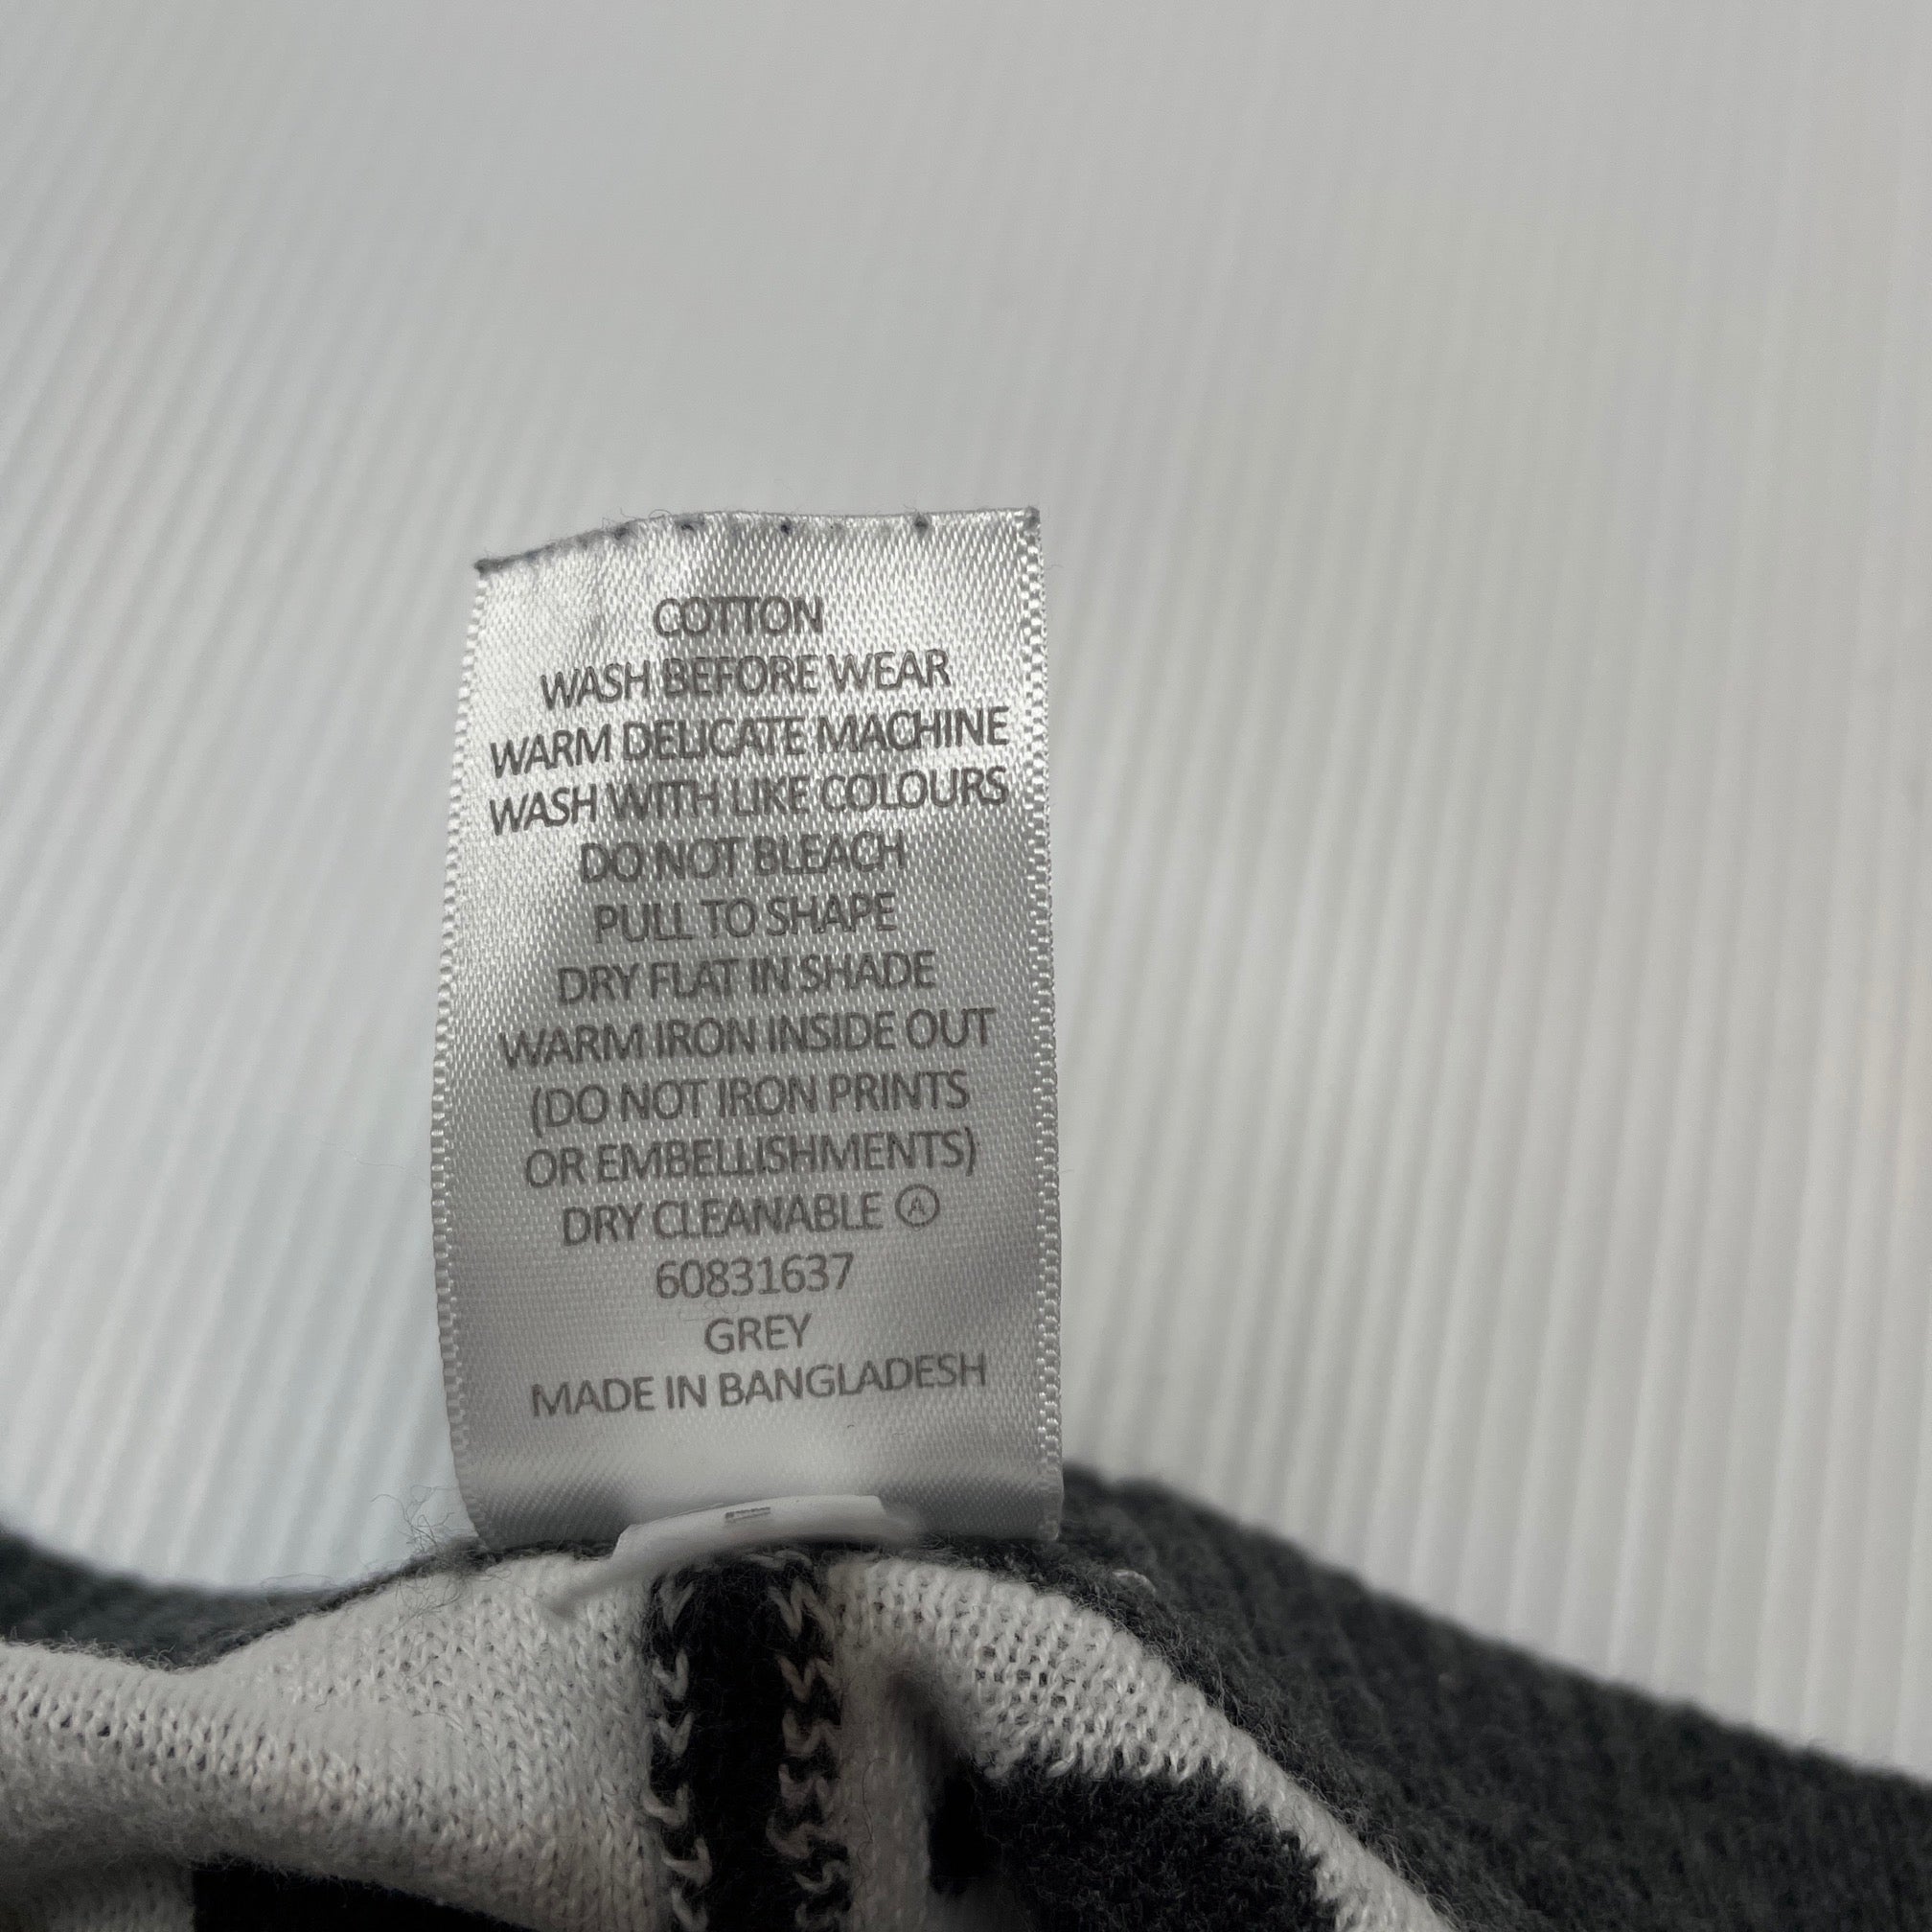 COTTON
WASH BEFORE WEAR
WARM DELICATE MACHINE
WASH WITH LIKE COLOURS
DO NOT BLEACH
PULL TO SHAPE
DRY FLAT IN SHADE
WARM IRON INSIDE OUT
(DO NOT IRON PRINTS
OR EMBELLISHMENTS)
DRY CLEANABLE Ⓐ
60831637
GREY
MADE IN BANGLADESH